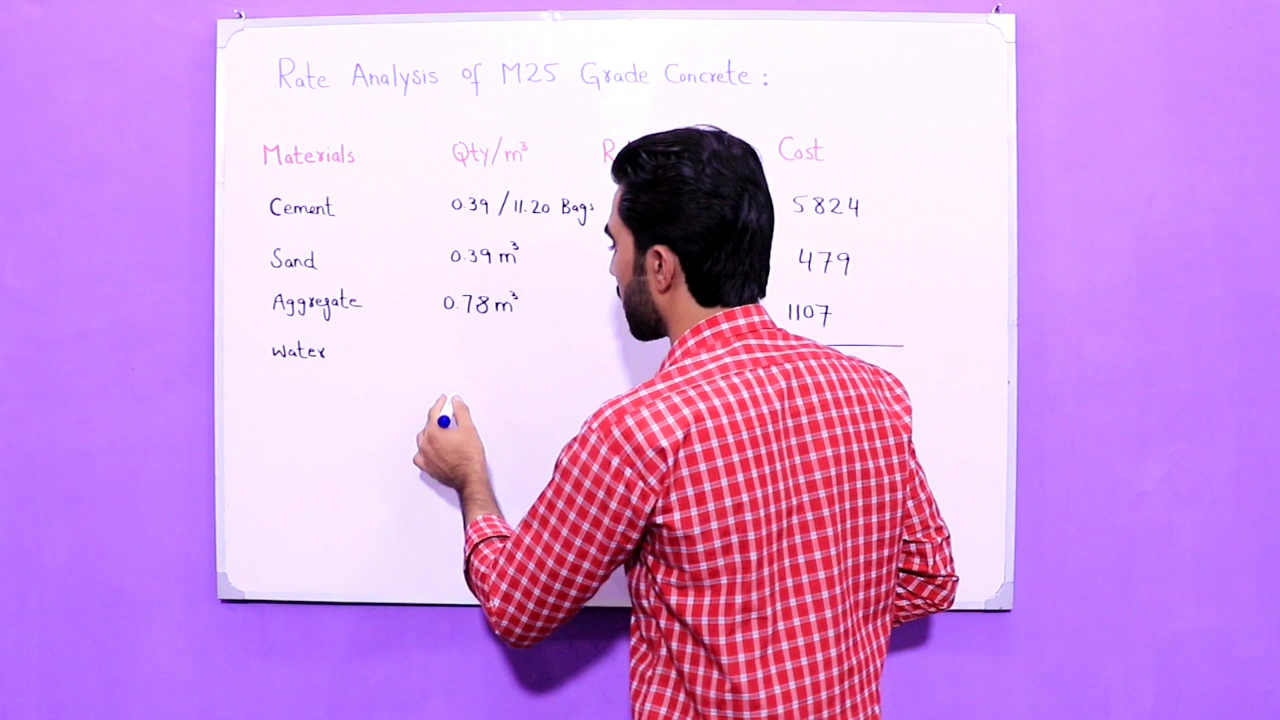 Rate Analysis of M25 Grade Concrete :
Materials Qty/m³ Cost
Cement 0.39 / 11.20 Bags 5824
Sand 0.39 m³ 479
Aggregate 0.78 m³ 1107
Water